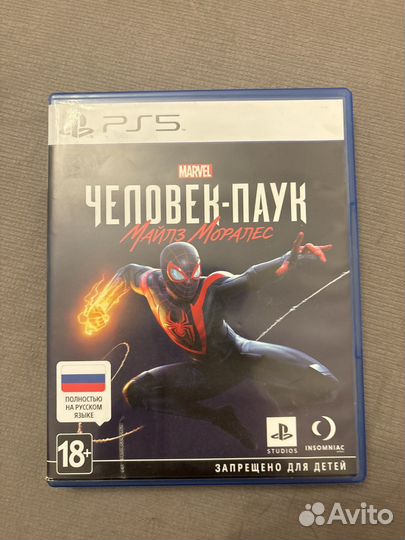 PS5
MARVEL
ЧЕЛОВЕК-ПАУК
МАЙЛЗ МОРАЛЕС
ПОЛНОСТЬЮ
НА РУССКОМ
ЯЗЫКЕ
18+
STUDIOS
INSOMNIAC
ЗАПРЕЩЕНО ДЛЯ ДЕТЕЙ
Avito